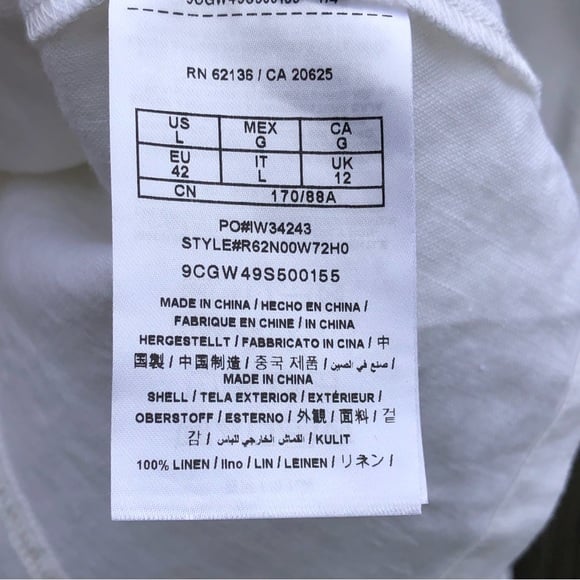 RN 62136 / CA 20625
US L MEX G CA G
EU 42 IT L UK 12
CN 170/88A
PO#IW34243
STYLE#R62N00W72H0
9CGW49S500155
MADE IN CHINA / HECHO EN CHINA /
FABRIQUE EN CHINE / IN CHINA
HERGESTELLT / FABBRICATO IN CINA / 中
国製 / 中国制造 / 중국 제품 / صنع في الصين /
MADE IN CHINA
SHELL / TELA EXTERIOR / EXTÉRIEUR /
OBERSTOFF / ESTERNO / 外観 / 面料 / 겉
감 / القماش الخارجي للباس / KULIT
100% LINEN / lino / LIN / LEINEN / リネン /